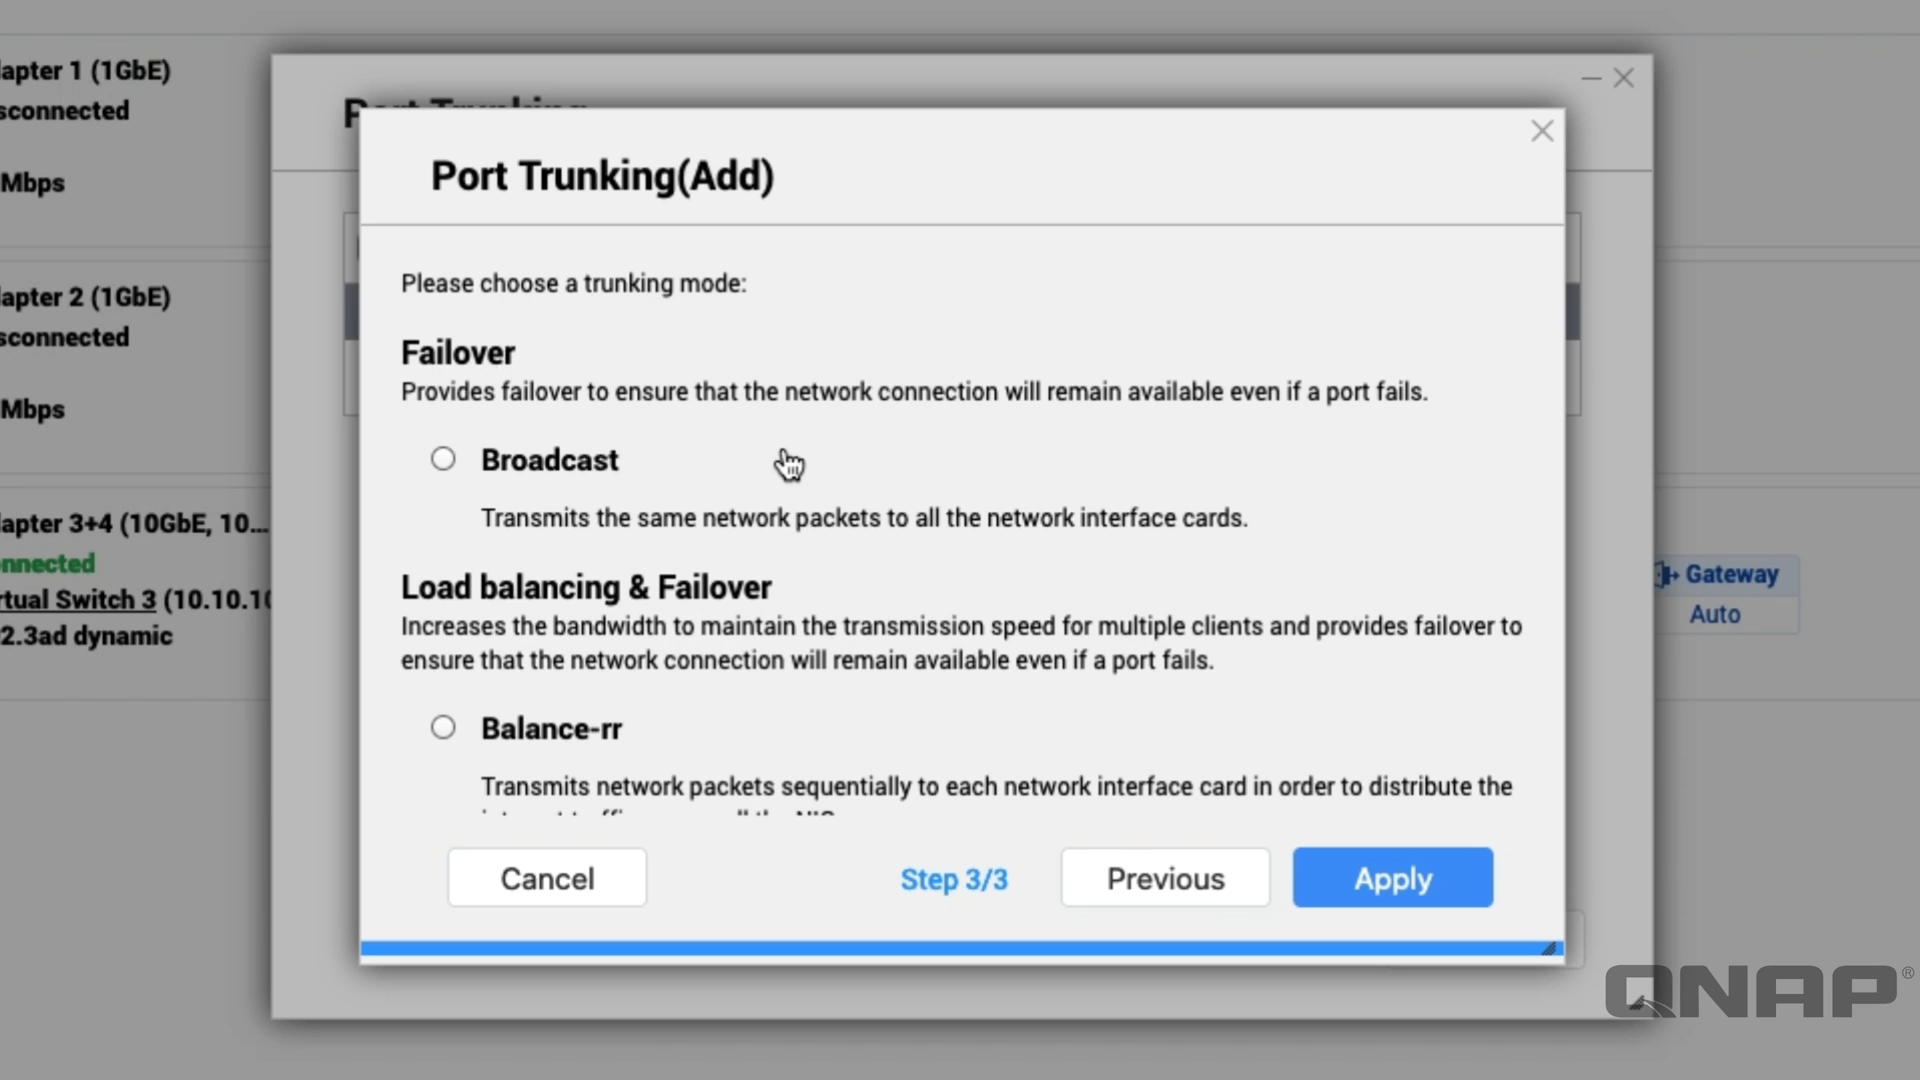 apter 1 (1GbE)
sconnected
Mbps
apter 2 (1GbE)
sconnected
Mbps
apter 3+4 (10GbE, 10...
nnected
rtual Switch 3 (10.10.10
2.3ad dynamic
Port Trunking
Port Trunking(Add)
Please choose a trunking mode:
Failover
Provides failover to ensure that the network connection will remain available even if a port fails.
Broadcast
Transmits the same network packets to all the network interface cards.
Load balancing & Failover
Increases the bandwidth to maintain the transmission speed for multiple clients and provides failover to
ensure that the network connection will remain available even if a port fails.
Balance-rr
Transmits network packets sequentially to each network interface card in order to distribute the
Cancel
Step 3/3
Previous
Apply
Gateway
Auto
QNAP®